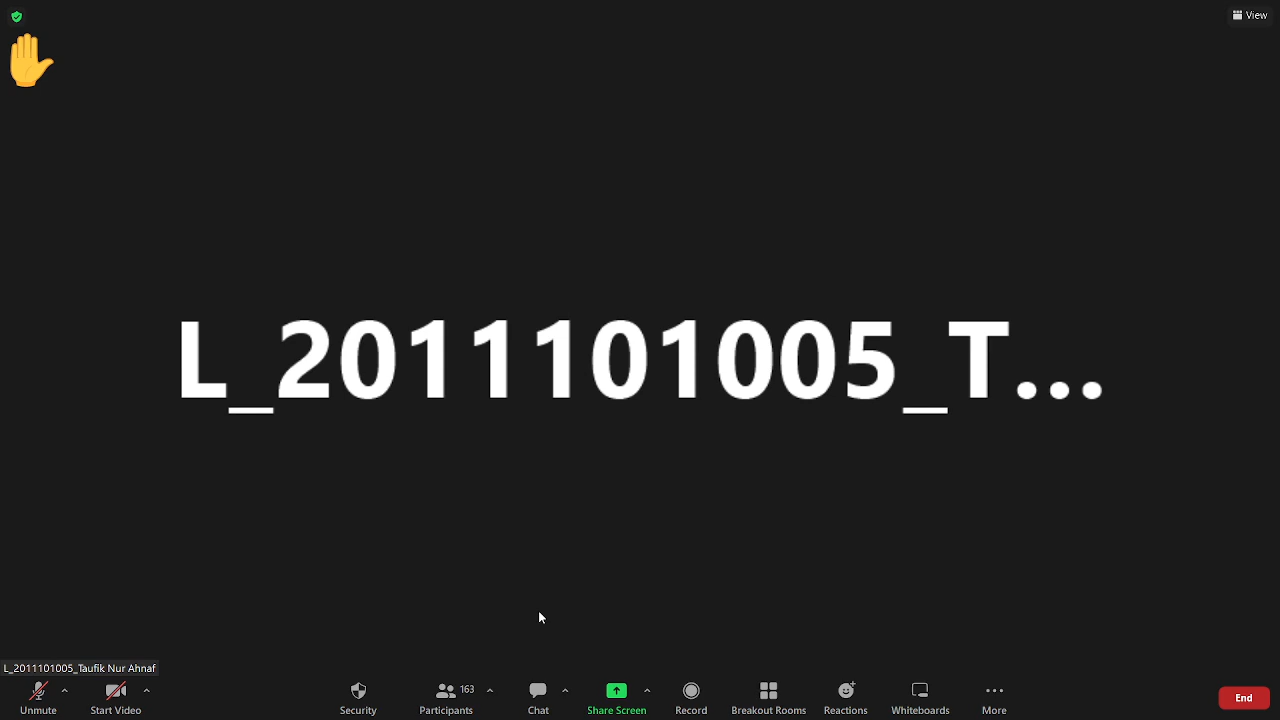 View
L_2011101005_T...
L_2011101005_Taufik Nur Ahnaf
Unmute
Start Video
Security
163
Participants
Chat
Share Screen
Record
Breakout Rooms
Reactions
Whiteboards
More
End